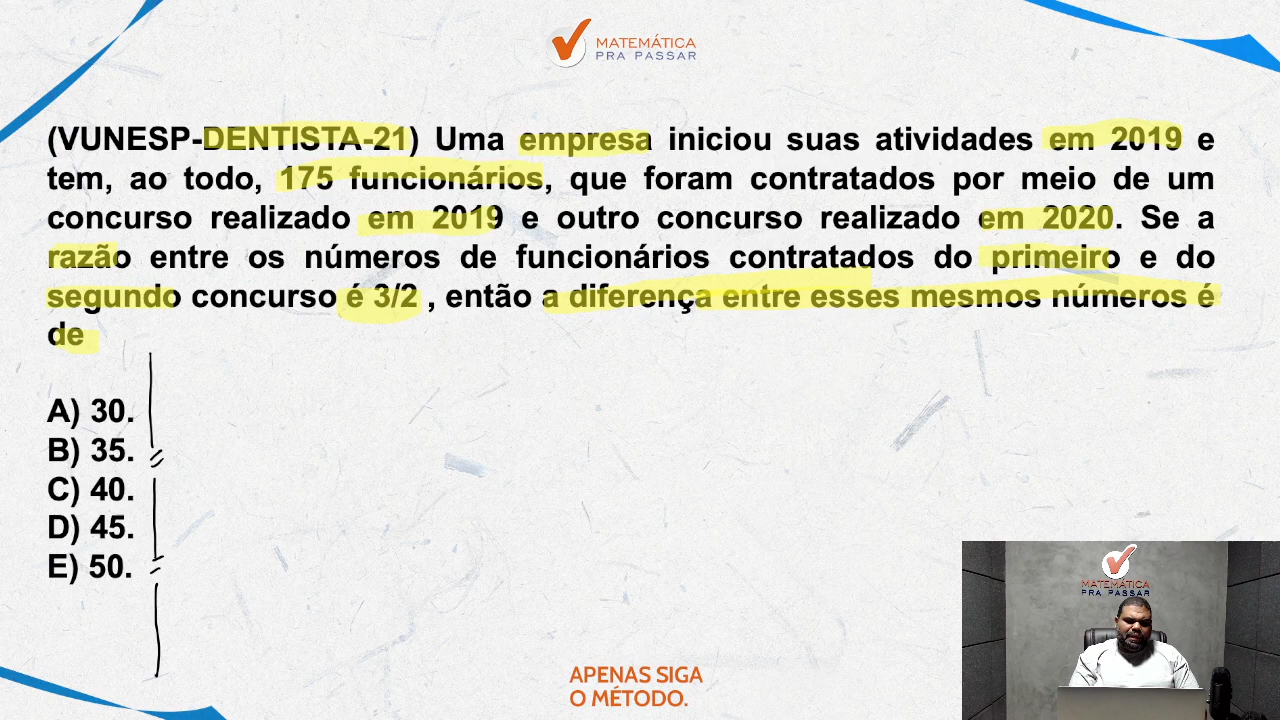 MATEMÁTICA
PRA PASSAR
(VUNESP-DENTISTA-21) Uma empresa iniciou suas atividades em 2019 e
tem, ao todo, 175 funcionários, que foram contratados por meio de um
concurso realizado em 2019 e outro concurso realizado em 2020. Se a
razão entre os números de funcionários contratados do primeiro e do
segundo concurso é 3/2 , então a diferença entre esses mesmos números é
de
A) 30.
B) 35.
C) 40.
D) 45.
E) 50.
MATEMÁTICA
PRA PASSAR
APENAS SIGA
O MÉTODO.